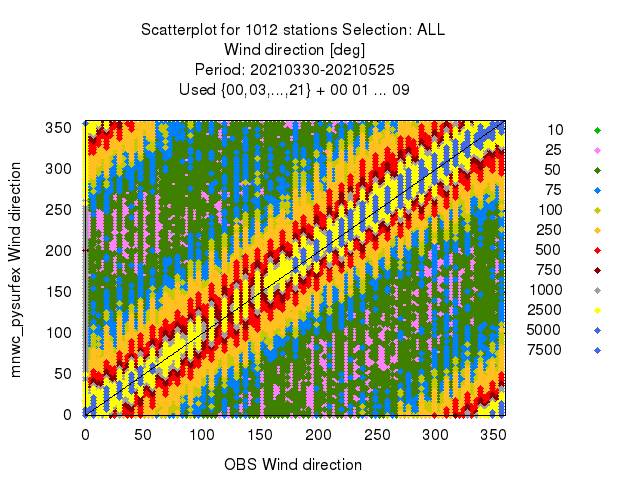 Scatterplot for 1012 stations Selection: ALL
Wind direction [deg]
Period: 20210330-20210525
Used {00,03,...,21} + 00 01 ... 09
mnwc_pysurfex Wind direction
350
300
250
200
150
100
50
0
0 50 100 150 200 250 300 350
OBS Wind direction
10
25
50
75
100
250
500
750
1000
2500
5000
7500